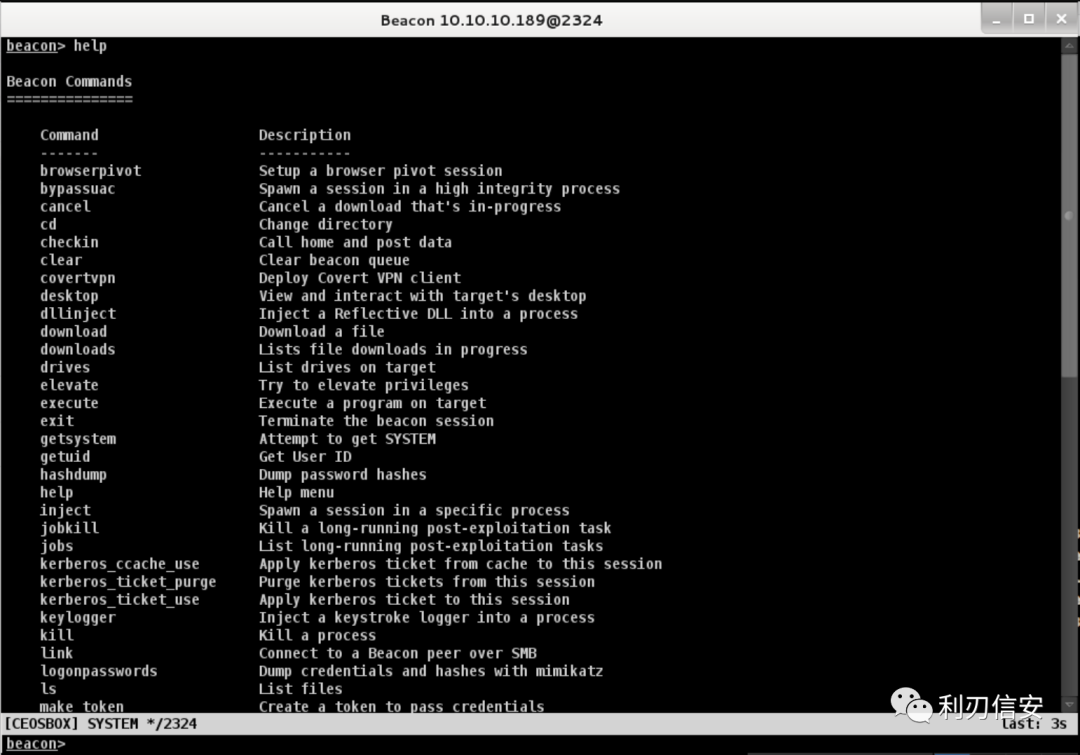 Beacon 10.10.10.189@2324
beacon> help
Beacon Commands
===============
Command Description
------- -----------
browserpivot Setup a browser pivot session
bypassuac Spawn a session in a high integrity process
cancel Cancel a download that's in-progress
cd Change directory
checkin Call home and post data
clear Clear beacon queue
covertvpn Deploy Covert VPN client
desktop View and interact with target's desktop
dllinject Inject a Reflective DLL into a process
download Download a file
downloads Lists file downloads in progress
drives List drives on target
elevate Try to elevate privileges
execute Execute a program on target
exit Terminate the beacon session
getsystem Attempt to get SYSTEM
getuid Get User ID
hashdump Dump password hashes
help Help menu
inject Spawn a session in a specific process
jobkill Kill a long-running post-exploitation task
jobs List long-running post-exploitation tasks
kerberos_ccache_use Apply kerberos ticket from cache to this session
kerberos_ticket_purge Purge kerberos tickets from this session
kerberos_ticket_use Apply kerberos ticket to this session
keylogger Inject a keystroke logger into a process
kill Kill a process
link Connect to a Beacon peer over SMB
logonpasswords Dump credentials and hashes with mimikatz
ls List files
make_token Create a token to pass credentials
利刃信安
[CEOSBOX] SYSTEM */2324 last: 3s
beacon>